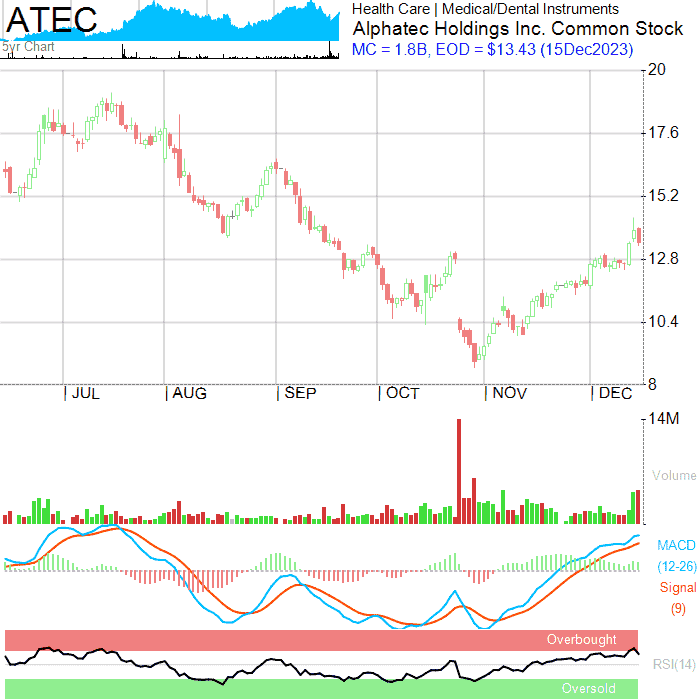 ATEC
Health Care | Medical/Dental Instruments
Alphatec Holdings Inc. Common Stock
5yr Chart
MC = 1.8B, EOD = $13.43 (15Dec2023)
20
17.6
15.2
12.8
10.4
8
| JUL | AUG | SEP | OCT | NOV | DEC
14M
Volume
MACD
(12-26)
Signal
(9)
Overbought
RSI(14)
Oversold